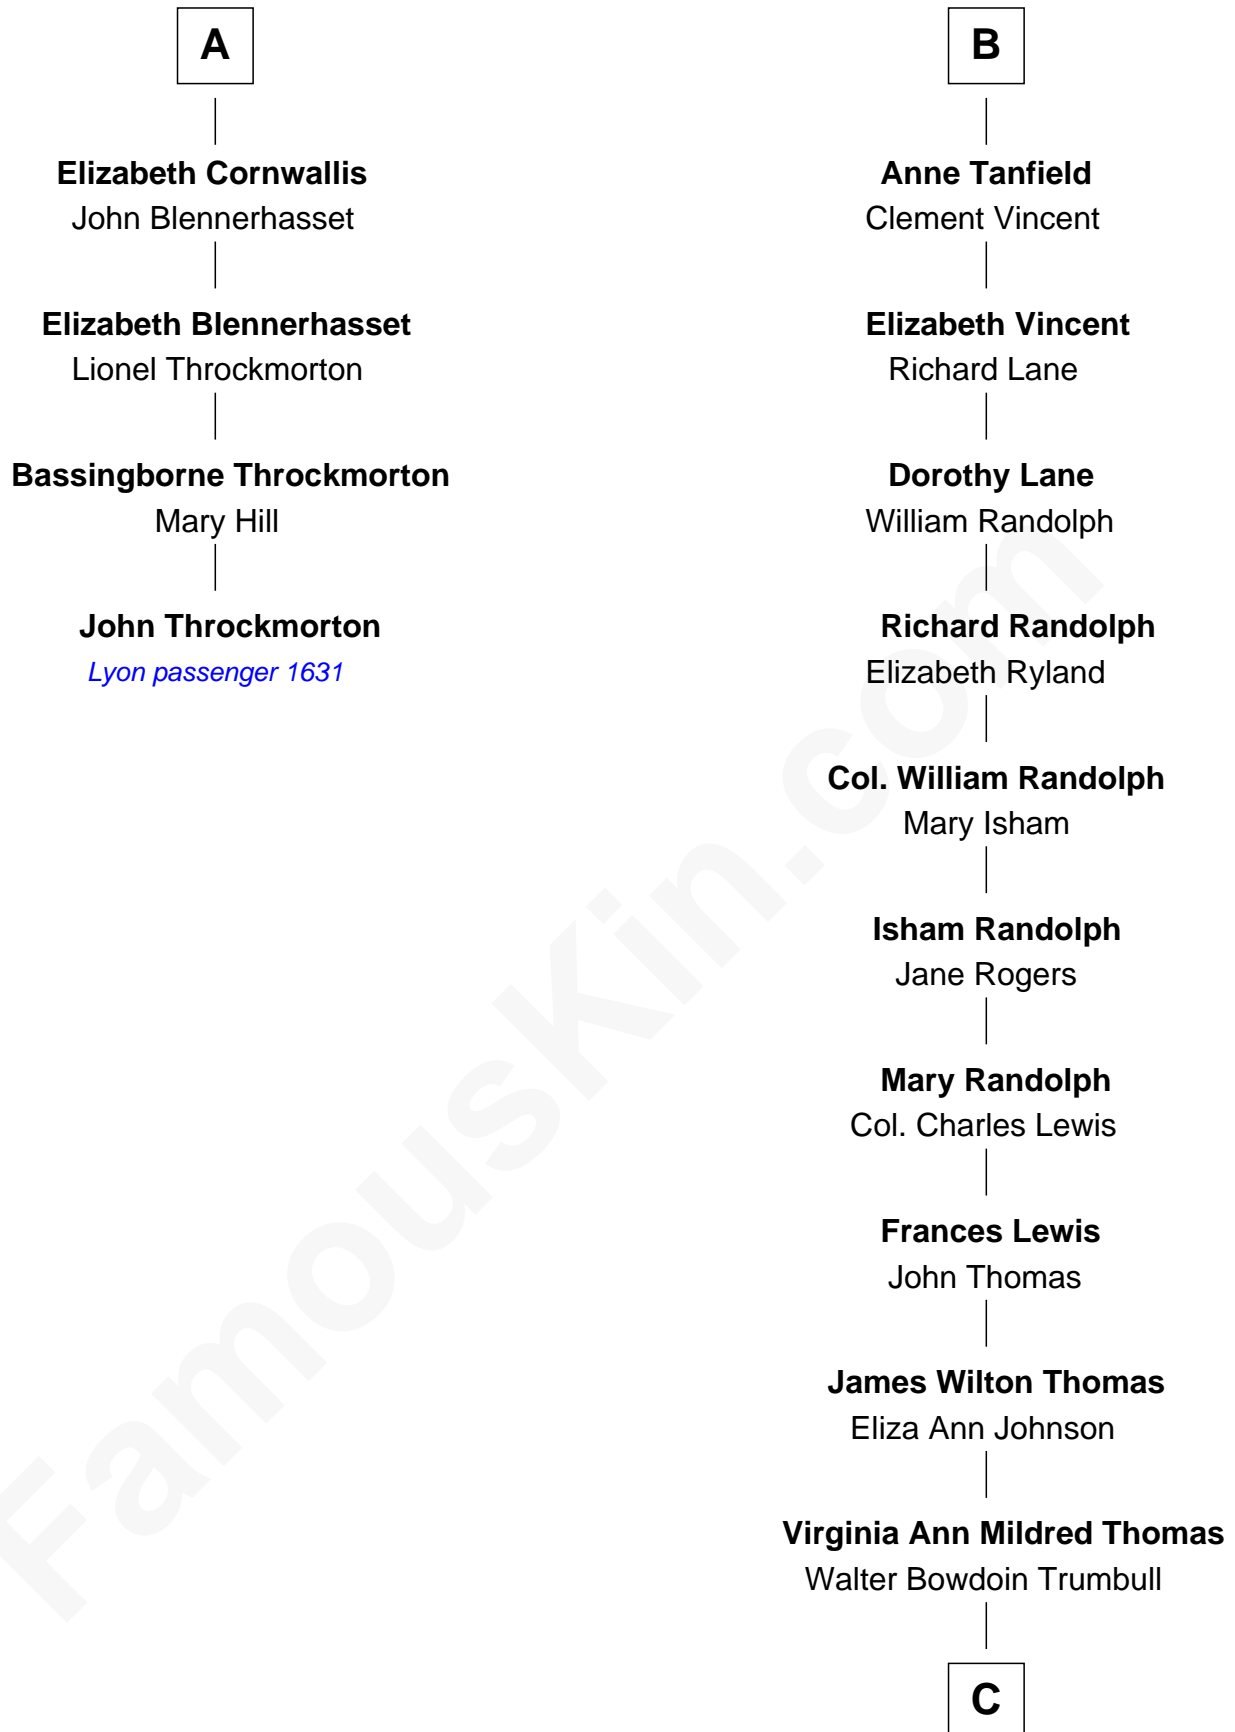 A
Elizabeth Cornwallis
John Blennerhasset
Elizabeth Blennerhasset
Lionel Throckmorton
Bassingborne Throckmorton
Mary Hill
John Throckmorton
Lyon passenger 1631
B
Anne Tanfield
Clement Vincent
Elizabeth Vincent
Richard Lane
Dorothy Lane
William Randolph
Richard Randolph
Elizabeth Ryland
Col. William Randolph
Mary Isham
Isham Randolph
Jane Rogers
Mary Randolph
Col. Charles Lewis
Frances Lewis
John Thomas
James Wilton Thomas
Eliza Ann Johnson
Virginia Ann Mildred Thomas
Walter Bowdoin Trumbull
C
FamousKin.com